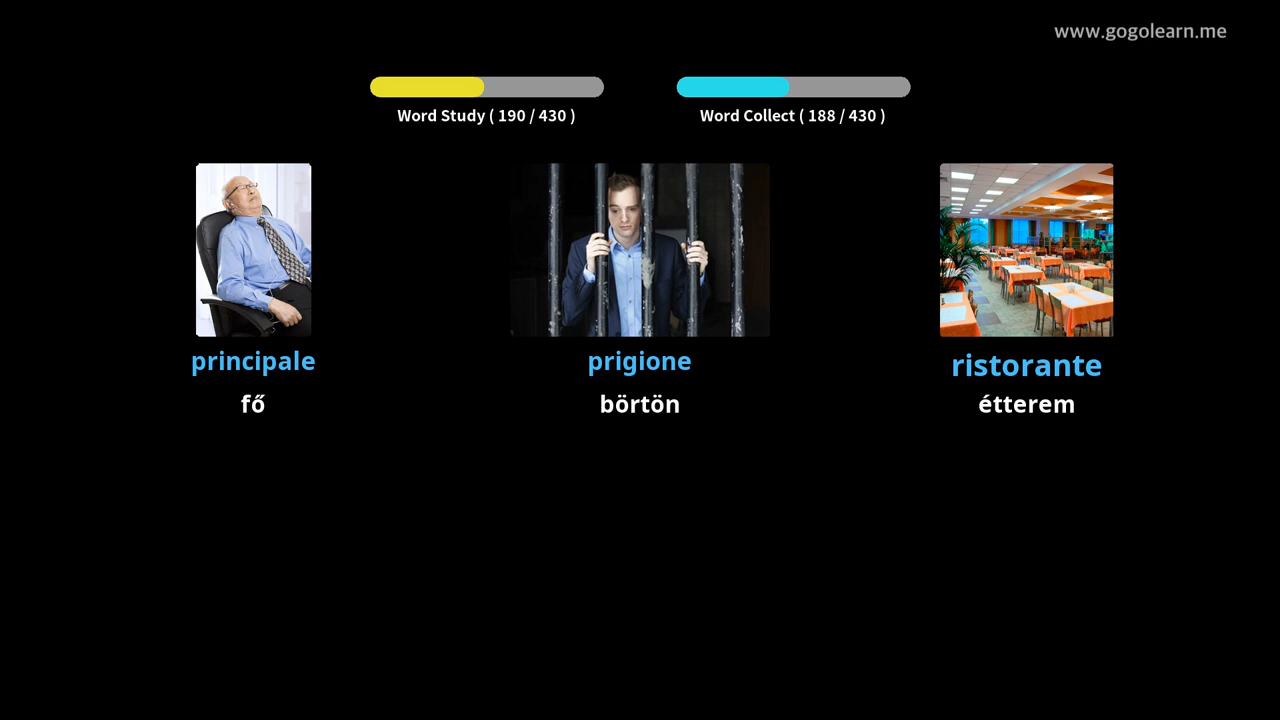 www.gogolearn.me
Word Study ( 190 / 430 )
Word Collect ( 188 / 430 )
principale
prigione
ristorante
fő
börtön
étterem